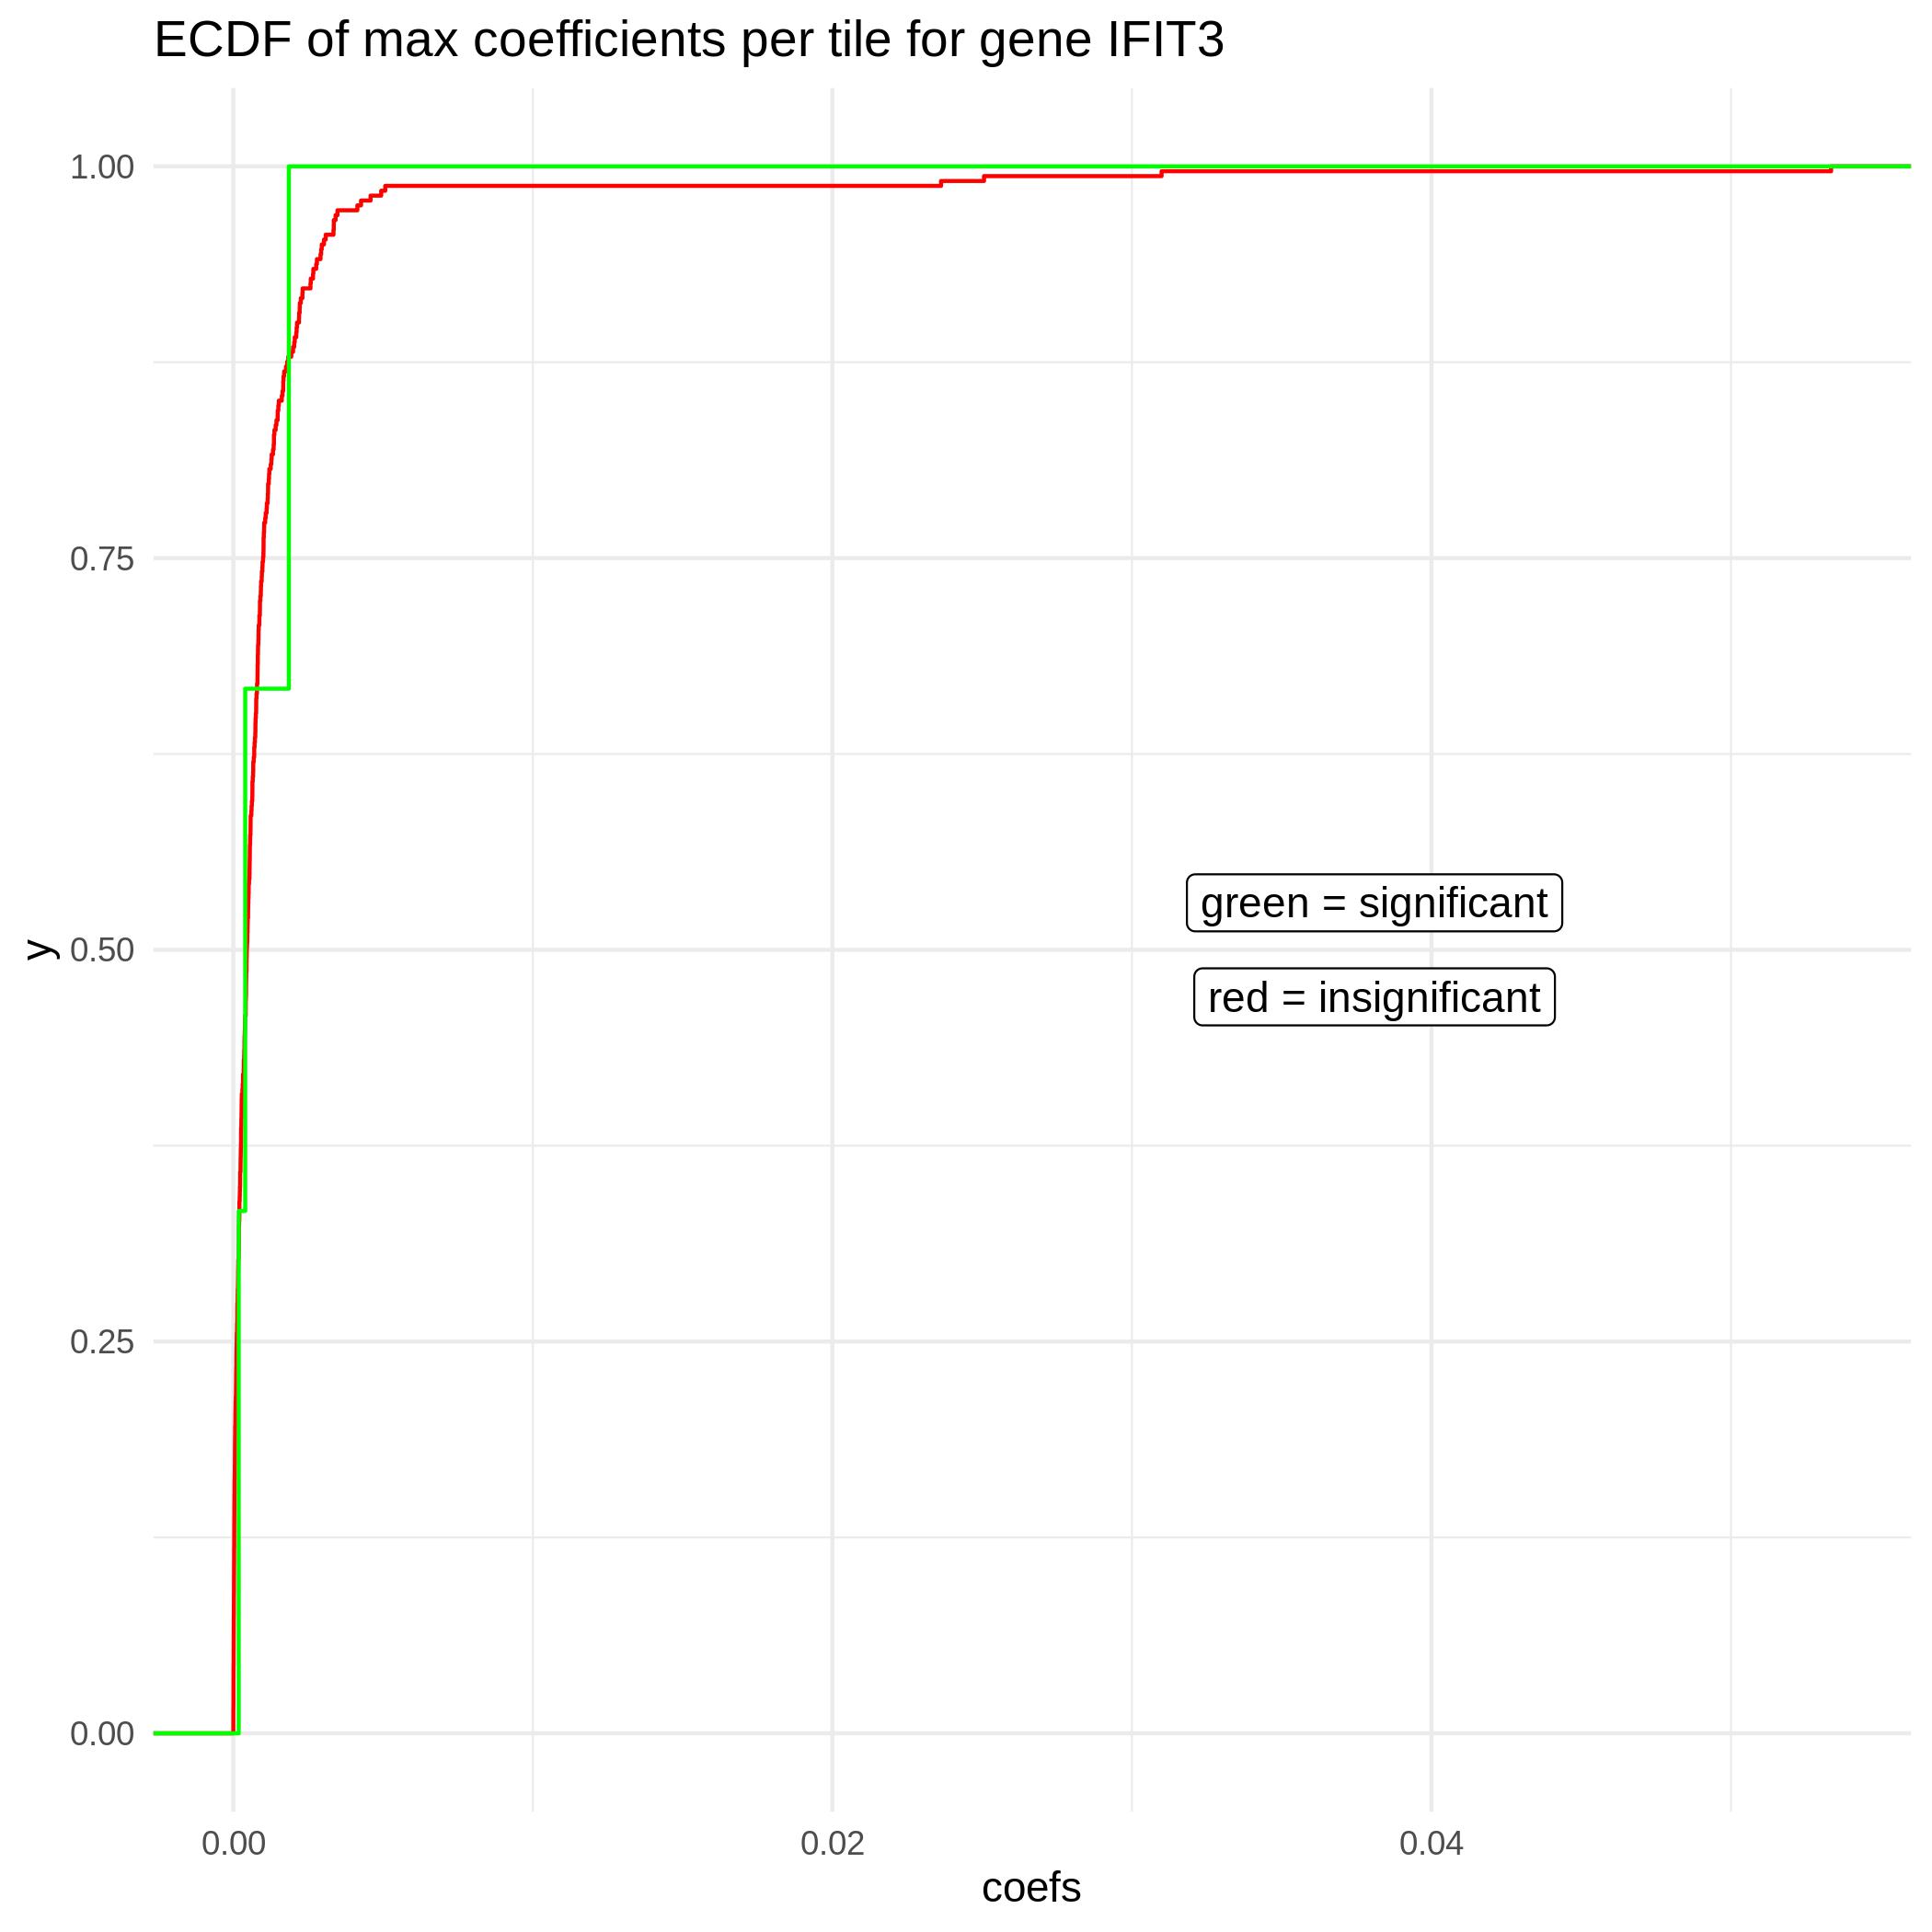 ECDF of max coefficients per tile for gene IFIT3
1.00
0.75
0.50
0.25
0.00
y
green = significant
red = insignificant
0.00 0.02 0.04
coefs